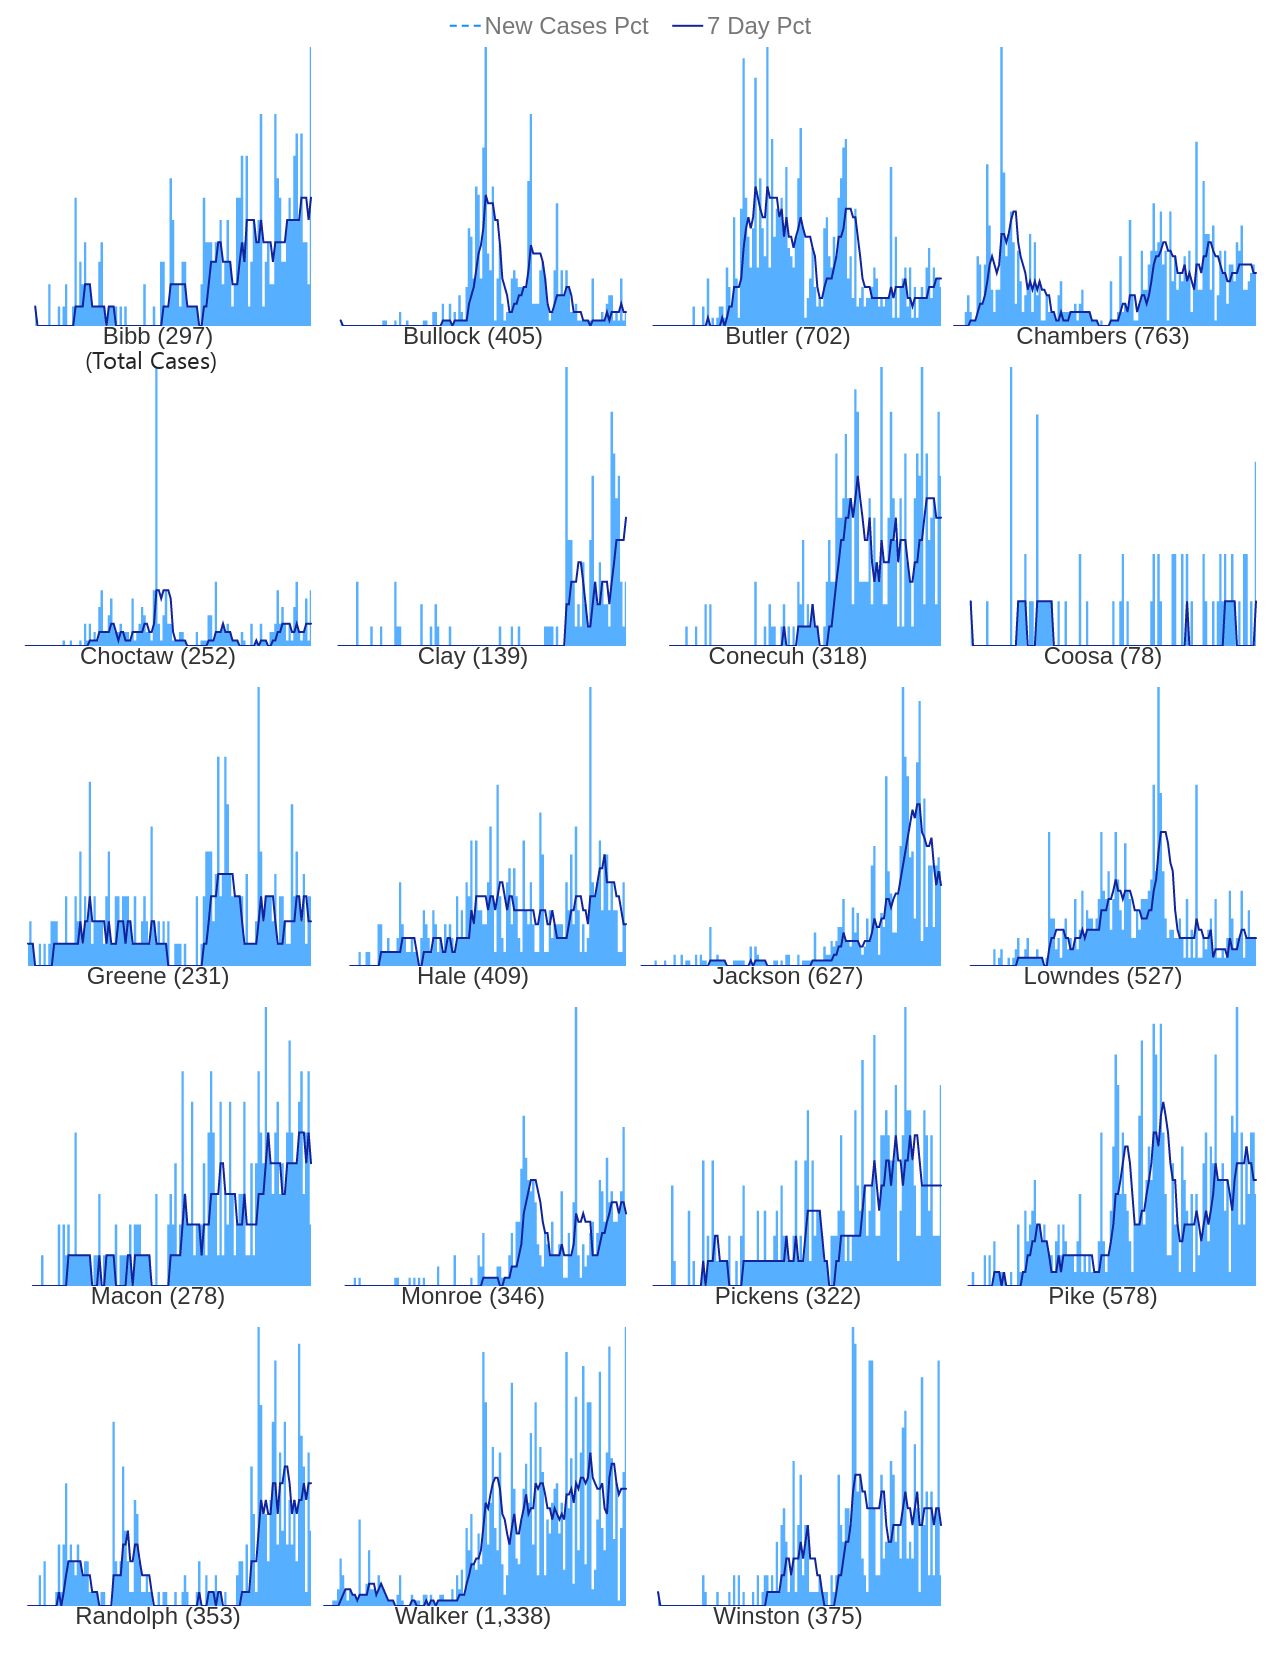 New Cases Pct 7 Day Pct
Bibb (297) Bullock (405) Butler (702) Chambers (763)
(Total Cases)
Choctaw (252) Clay (139) Conecuh (318) Coosa (78)
Greene (231) Hale (409) Jackson (627) Lowndes (527)
Macon (278) Monroe (346) Pickens (322) Pike (578)
Randolph (353) Walker (1,338) Winston (375)